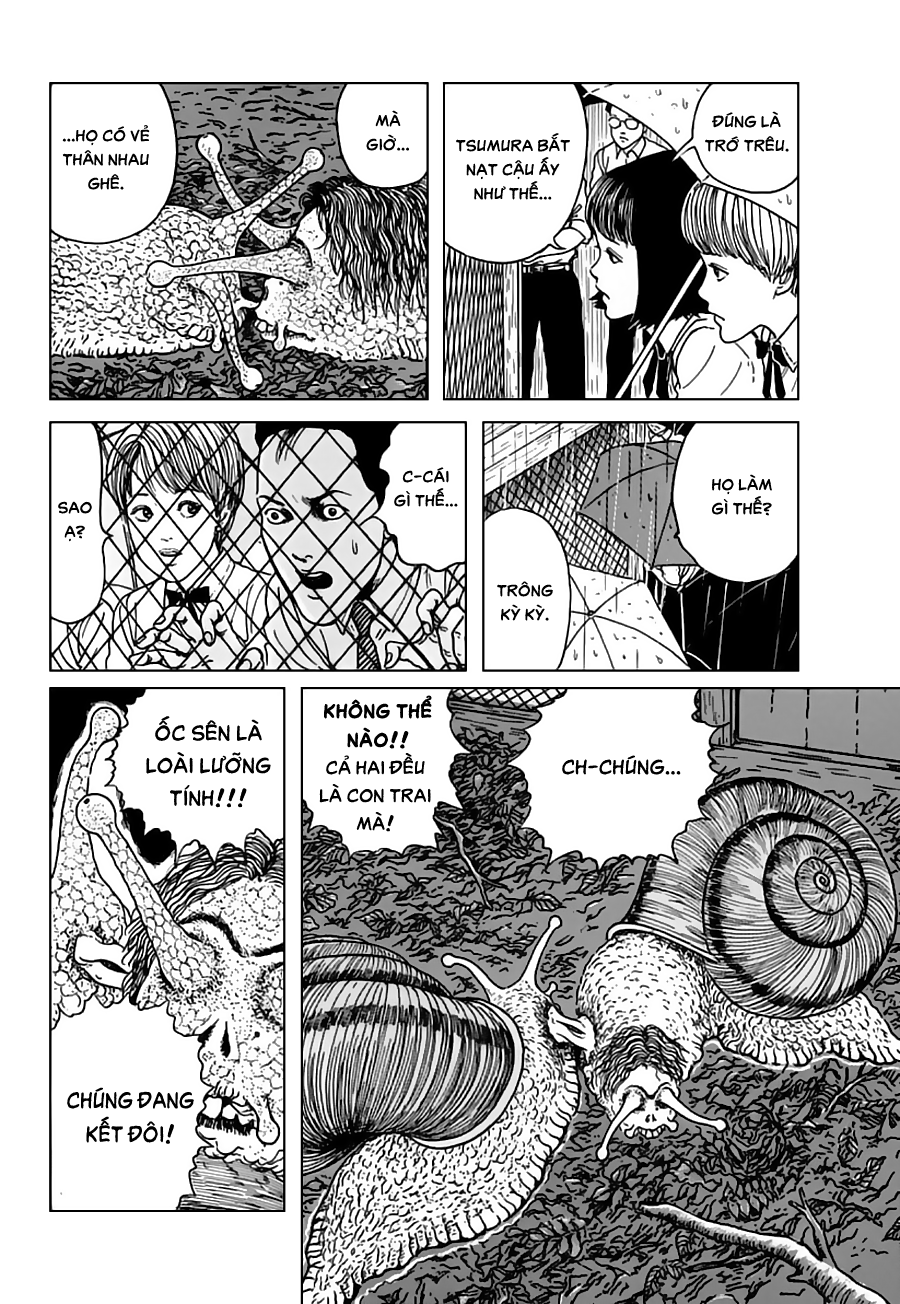 ĐÚNG LÀ
TRỚ TRÊU.
TSUMURA BẮT
NẠT CẬU ẤY
NHƯ THẾ...
MÀ
GIỜ...
...HỌ CÓ VẺ
THÂN NHAU
GHÊ.
HỌ LÀM
GÌ THẾ?
TRÔNG
KỲ KỲ.
C-CÁI
GÌ THẾ...
SAO
Ạ?
CH-CHÚNG...
KHÔNG THỂ
NÀO!!
CẢ HAI ĐỀU
LÀ CON TRAI
MÀ!
ỐC SÊN LÀ
LOÀI LƯỠNG
TÍNH!!!
CHÚNG ĐANG
KẾT ĐÔI!